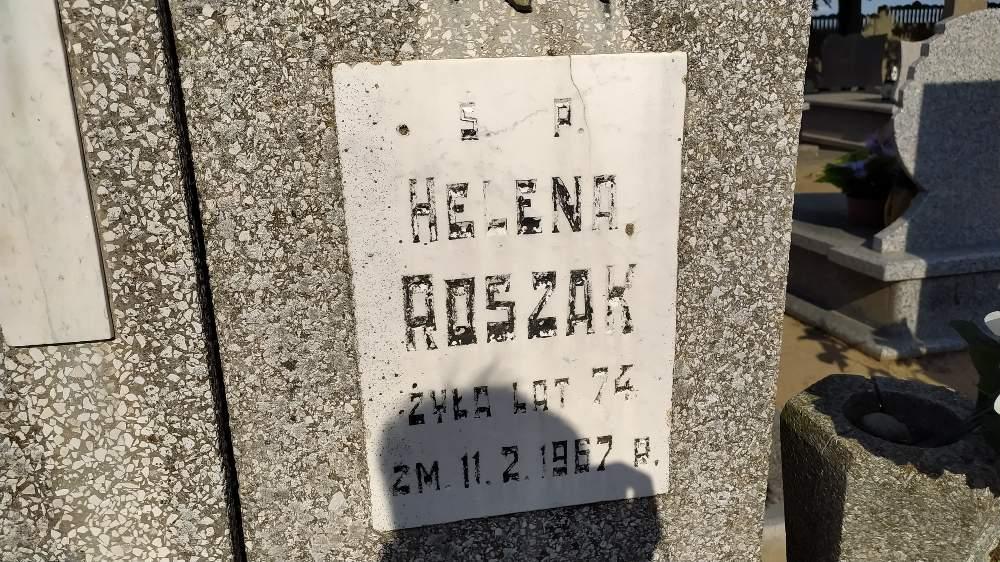 Ś P.
HELENA
ROSZAK
ŻYŁA LAT 74
ZM. 11. 2. 1967 R.